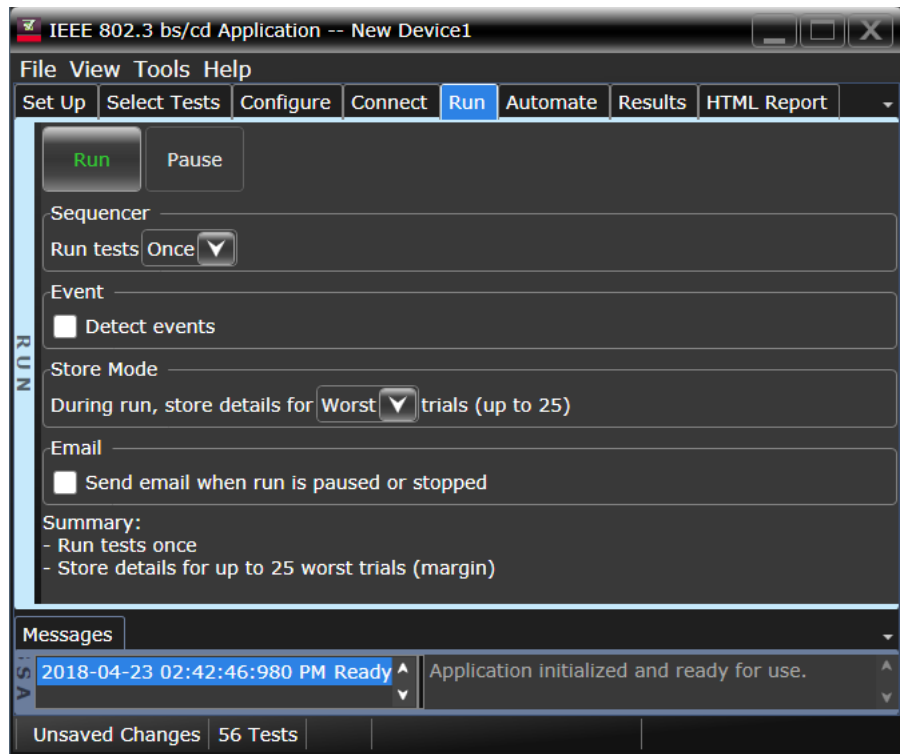 IEEE 802.3 bs/cd Application -- New Device1
File View Tools Help
Set Up Select Tests Configure Connect Run Automate Results HTML Report
Run Pause
Sequencer
Run tests Once
Event
Detect events
RUN
Store Mode
During run, store details for Worst trials (up to 25)
Email
Send email when run is paused or stopped
Summary:
- Run tests once
- Store details for up to 25 worst trials (margin)
Messages
2018-04-23 02:42:46:980 PM Ready
Application initialized and ready for use.
Unsaved Changes 56 Tests